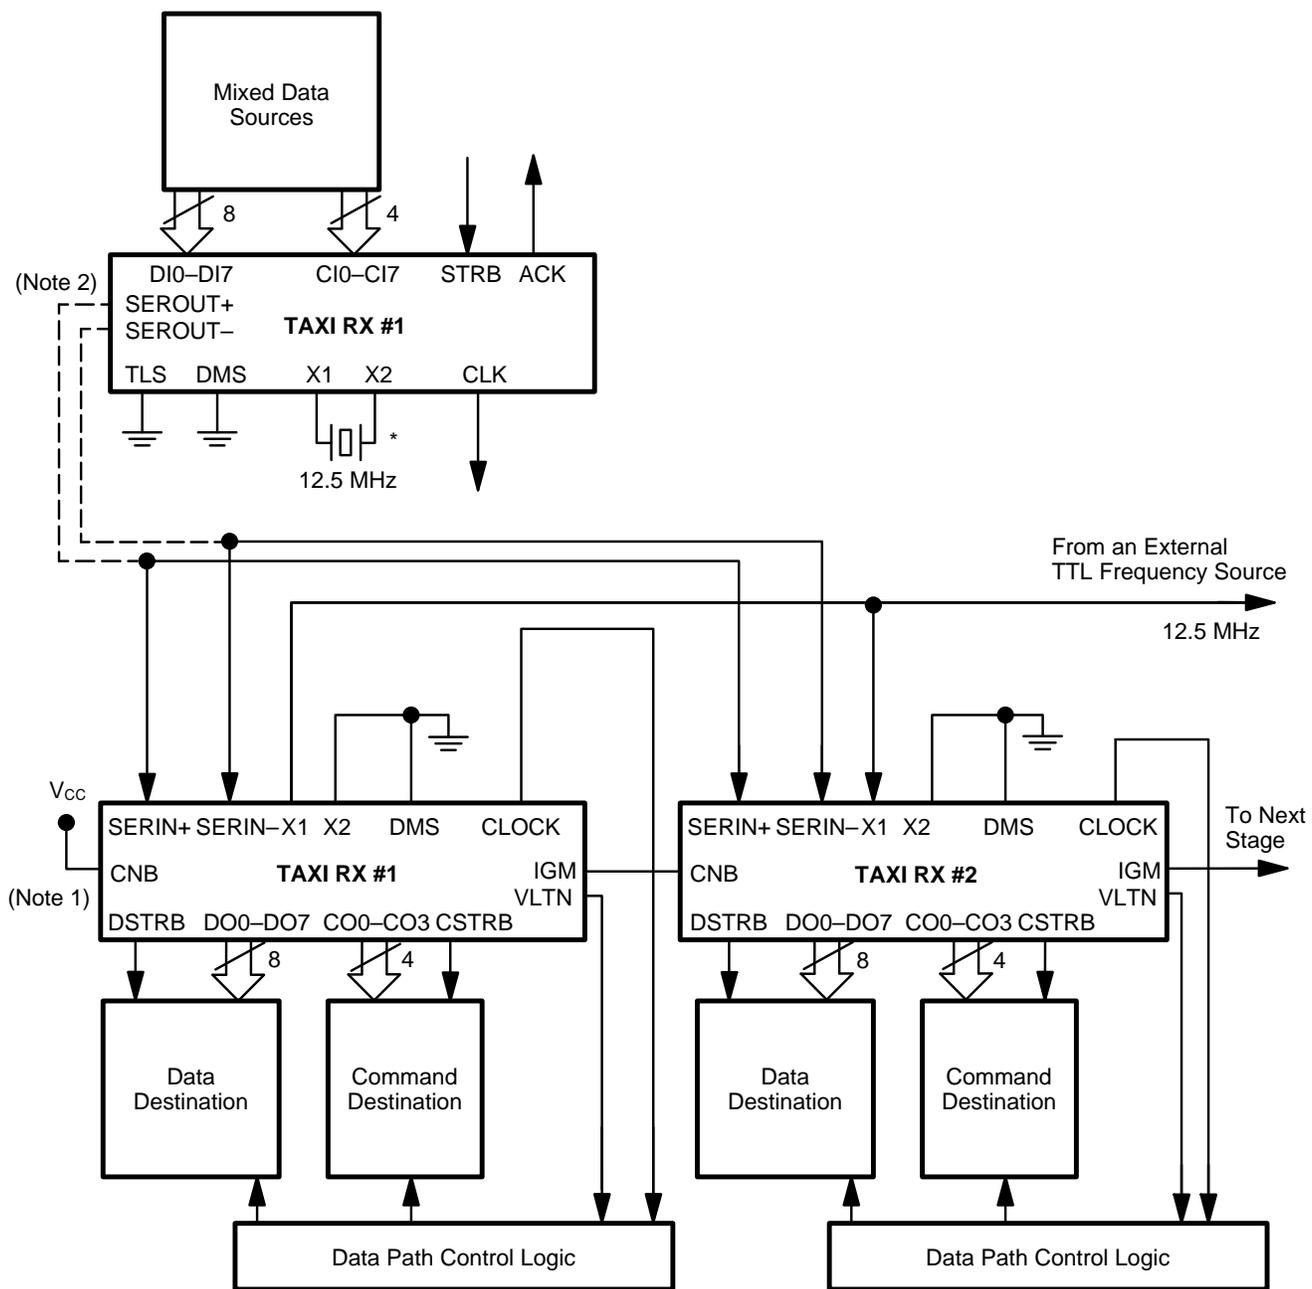 Mixed Data
Sources
8
4
(Note 2)
DI0–DI7 CI0–CI7 STRB ACK
SEROUT+
SEROUT–
TAXI RX #1
TLS DMS X1 X2 CLK
*
12.5 MHz
From an External
TTL Frequency Source
12.5 MHz
VCC
SERIN+ SERIN– X1 X2 DMS CLOCK
CNB TAXI RX #1 IGM
(Note 1)
VLTN
DSTRB DO0–DO7 CO0–CO3 CSTRB
8
4
SERIN+ SERIN– X1 X2 DMS CLOCK
To Next
Stage
CNB TAXI RX #2 IGM
VLTN
DSTRB DO0–DO7 CO0–CO3 CSTRB
8
4
Data
Destination
Command
Destination
Data
Destination
Command
Destination
Data Path Control Logic
Data Path Control Logic